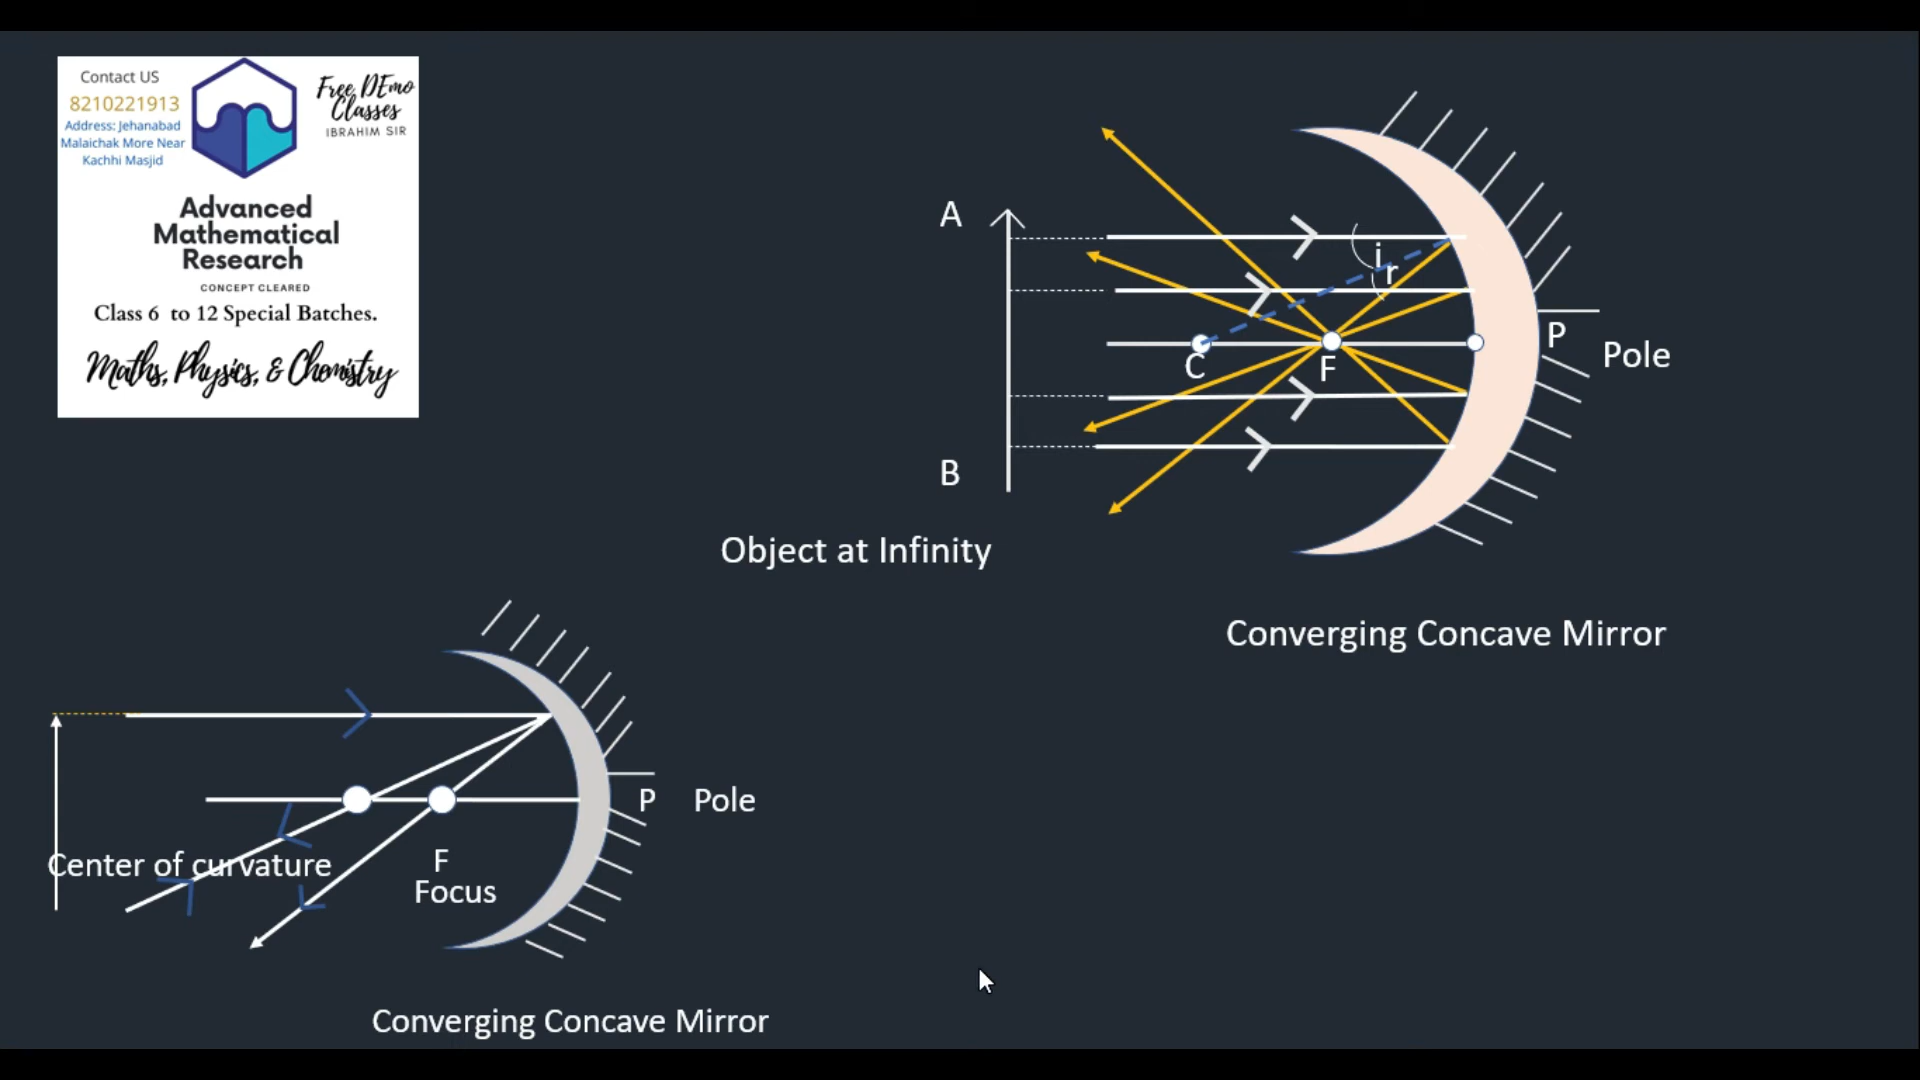 Contact US
8210221913
Address: Jehanabad
Malaichak More Near
Kachhi Masjid
Free DEmo
Classes
IBRAHIM SIR
Advanced
Mathematical
Research
CONCEPT CLEARED
Class 6 to 12 Special Batches.
Maths, Physics, & Chemistry
A
i
r
C
F
P
Pole
B
Object at Infinity
Converging Concave Mirror
P Pole
Center of curvature
F
Focus
Converging Concave Mirror